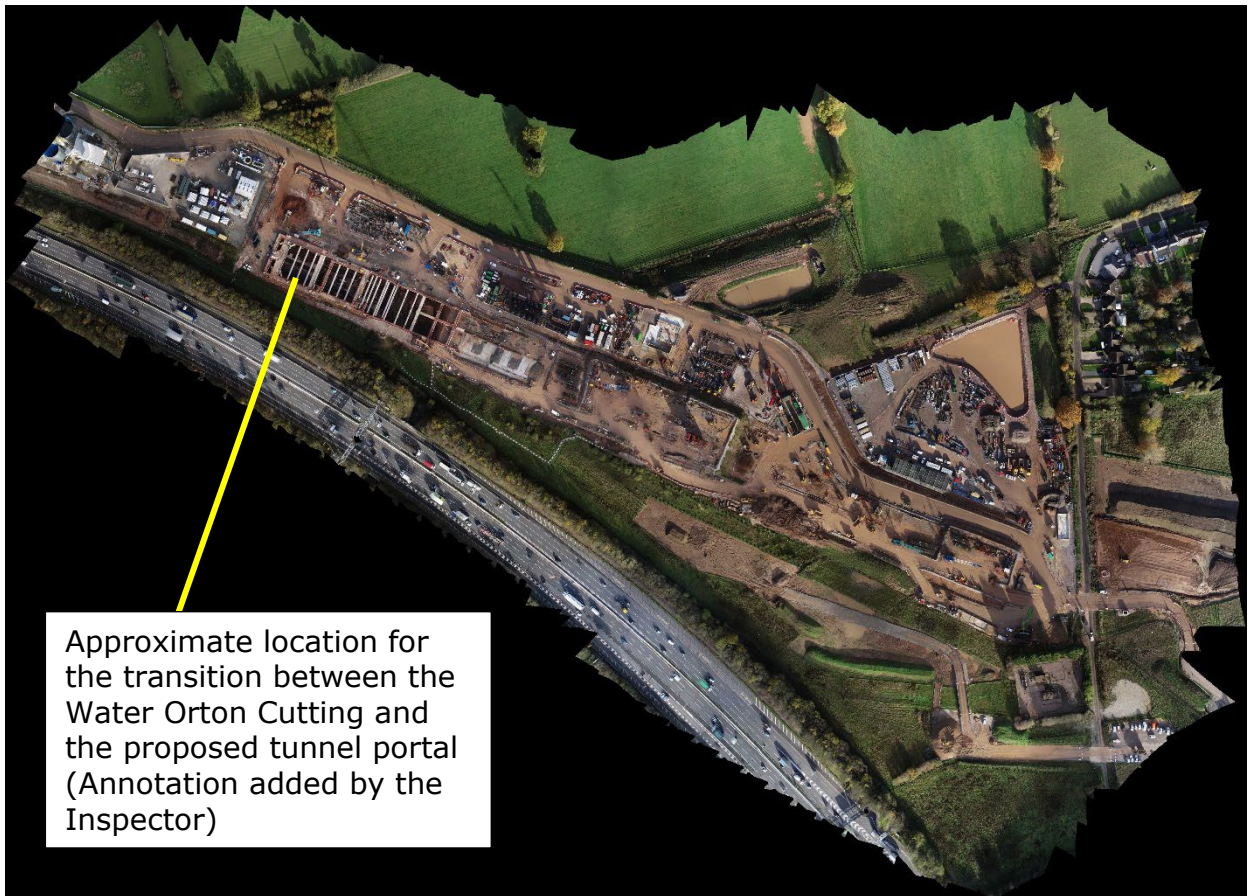 Approximate location for
the transition between the
Water Orton Cutting and
the proposed tunnel portal
(Annotation added by the
Inspector)